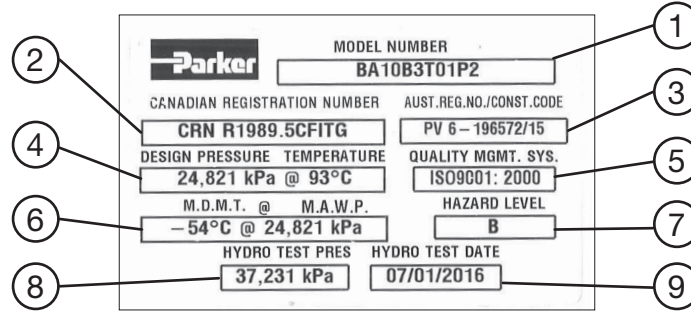 MODEL NUMBER
1
Parker
BA10B3T01P2
2
CANADIAN REGISTRATION NUMBER AUST.REG.NO./CONST.CODE
3
CRN R1989.5CFITG PV 6–196572/15
4
DESIGN PRESSURE TEMPERATURE QUALITY MGMT. SYS.
24,821 kPa @ 93°C ISO9001: 2000
5
M.D.M.T. @ M.A.W.P. HAZARD LEVEL
6
–54°C @ 24,821 kPa B
7
HYDRO TEST PRES HYDRO TEST DATE
8
37,231 kPa 07/01/2016
9